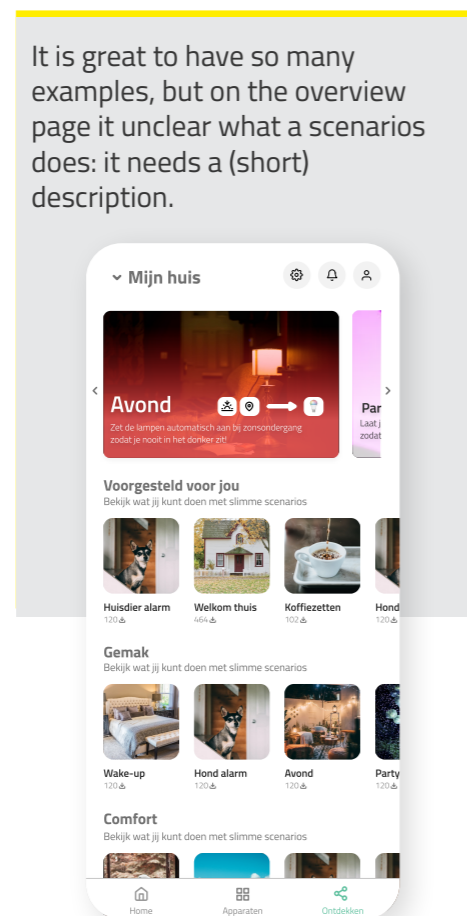 It is great to have so many
examples, but on the overview
page it unclear what a scenarios
does: it needs a (short)
description.
Mijn huis
Avond
Zet de lampen automatisch aan bij zonsondergang
zodat je nooit in het donker zit!
Par
Laat j
zodat
Voorgesteld voor jou
Bekijk wat jij kunt doen met slimme scenarios
Huisdier alarm Welkom thuis Koffiezetten Hond
120 464 102 120
Gemak
Bekijk wat jij kunt doen met slimme scenarios
Wake-up Hond alarm Avond Party
120 120 120 120
Comfort
Bekijk wat jij kunt doen met slimme scenarios
Home Apparaten Ontdekken